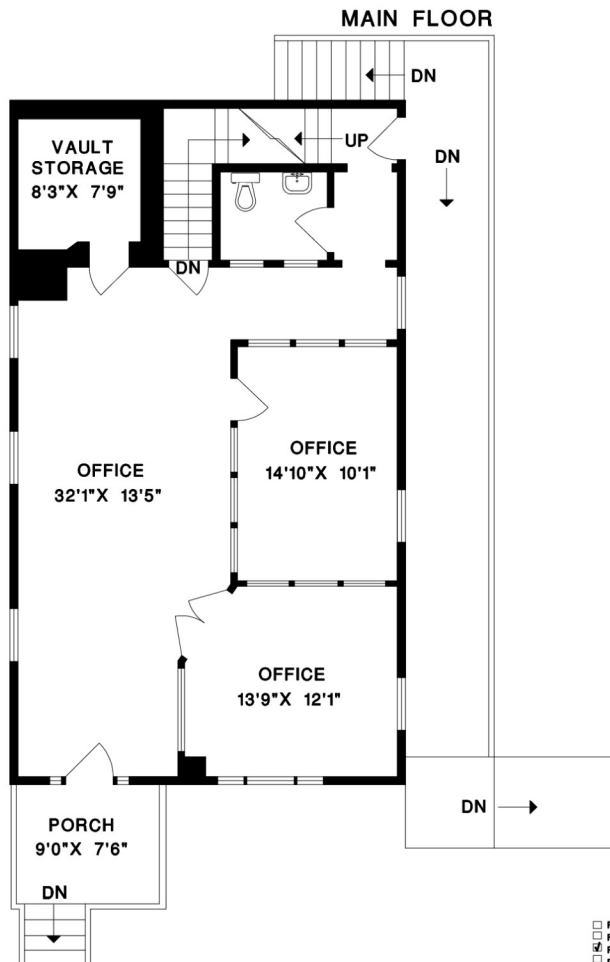 MAIN FLOOR
DN
UP
DN
VAULT
STORAGE
8'3"X 7'9"
DN
OFFICE
14'10"X 10'1"
OFFICE
32'1"X 13'5"
OFFICE
13'9"X 12'1"
DN
PORCH
9'0"X 7'6"
DN